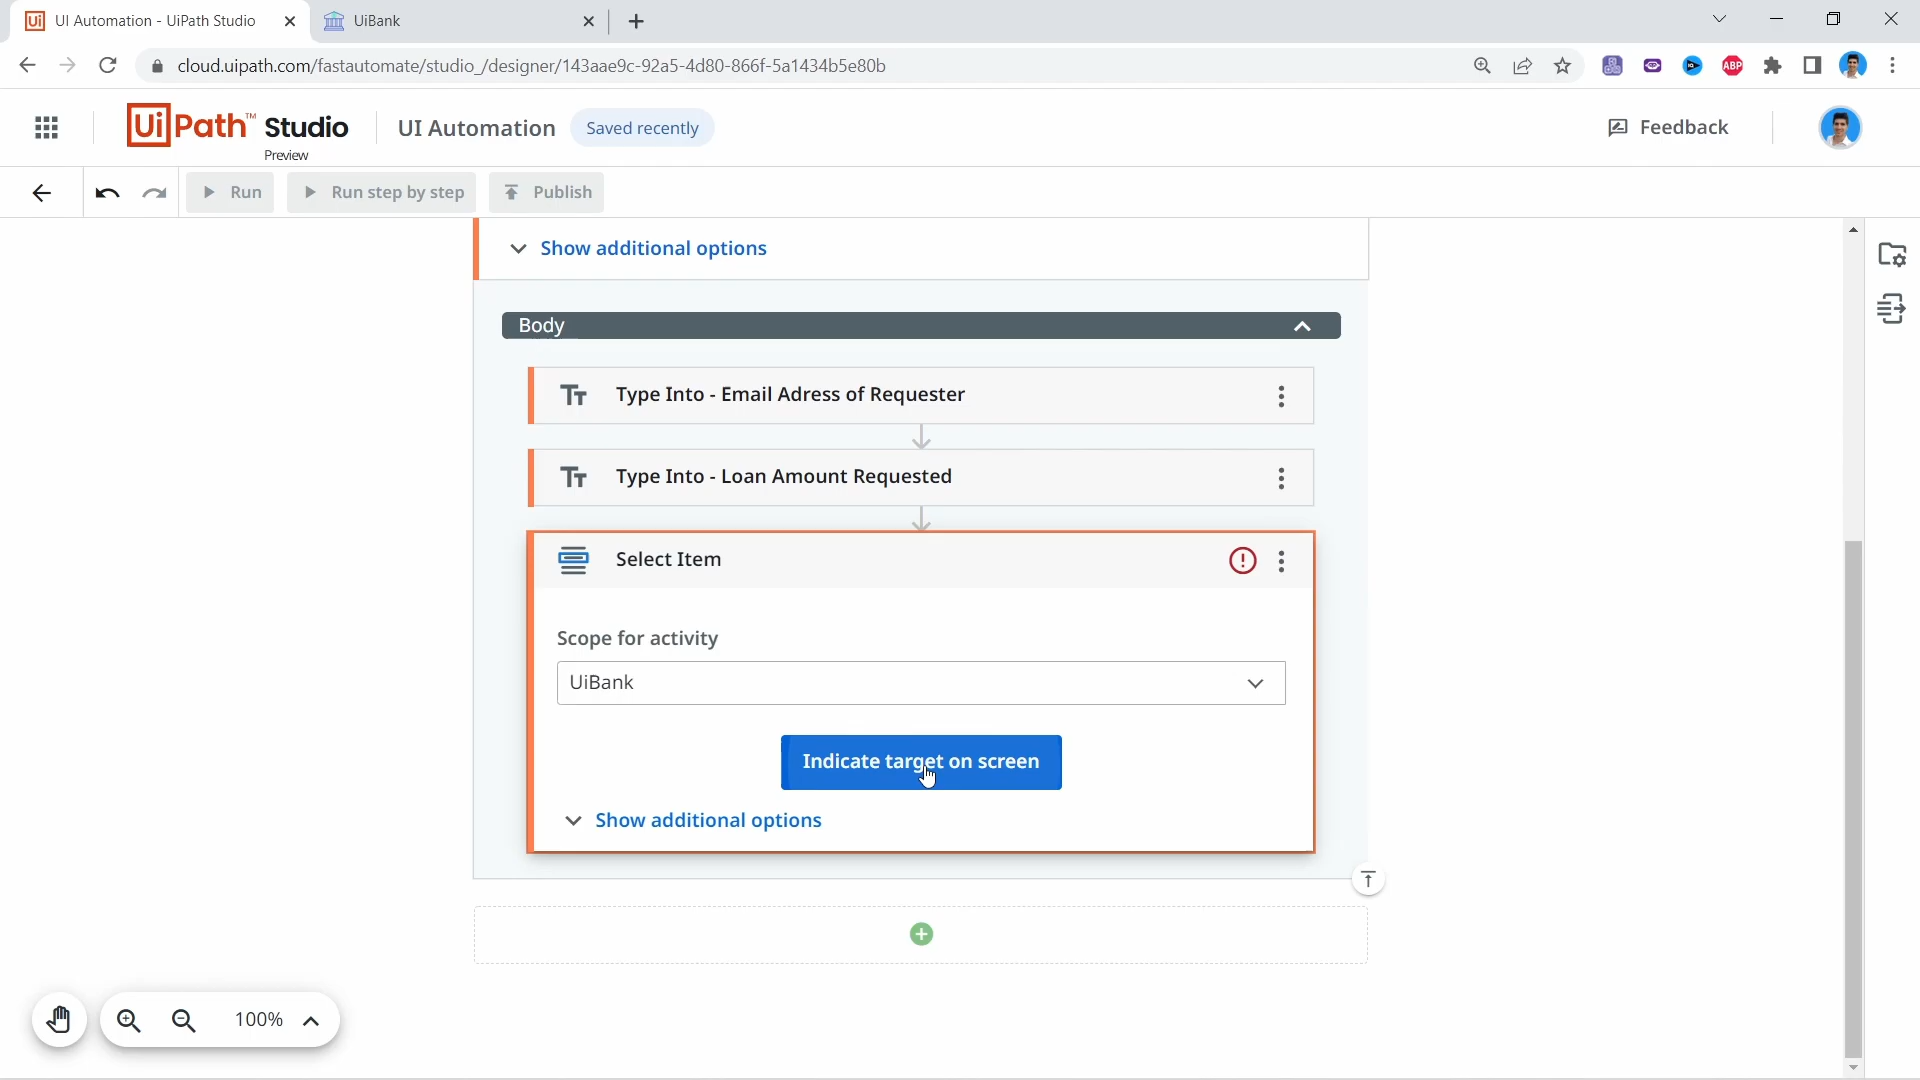 UI Automation - UiPath Studio
UiBank
cloud.uipath.com/fastautomate/studio_/designer/143aae9c-92a5-4d80-866f-5a1434b5e80b
ABP
UiPath™ Studio
Preview
UI Automation
Saved recently
Feedback
Run
Run step by step
Publish
Show additional options
Body
Type Into - Email Adress of Requester
Type Into - Loan Amount Requested
Select Item
Scope for activity
UiBank
Indicate target on screen
Show additional options
100%